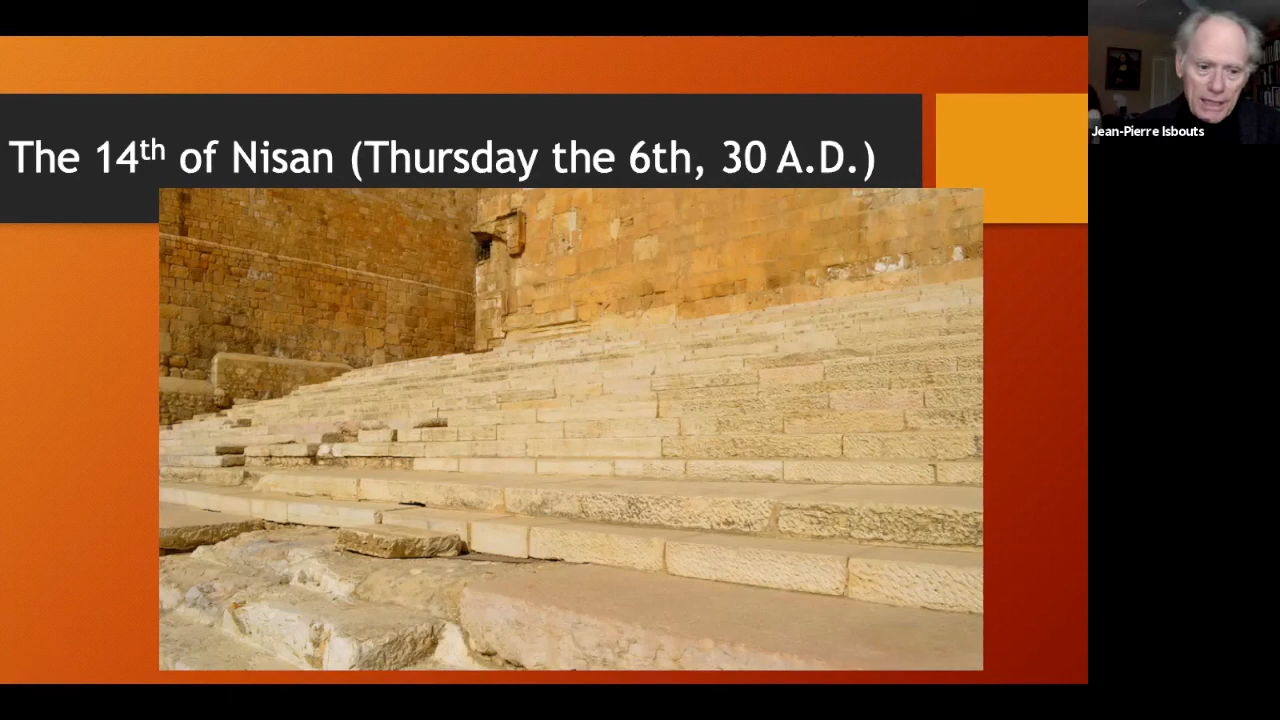 The 14th of Nisan (Thursday the 6th, 30 A.D.)
Jean-Pierre Isbouts